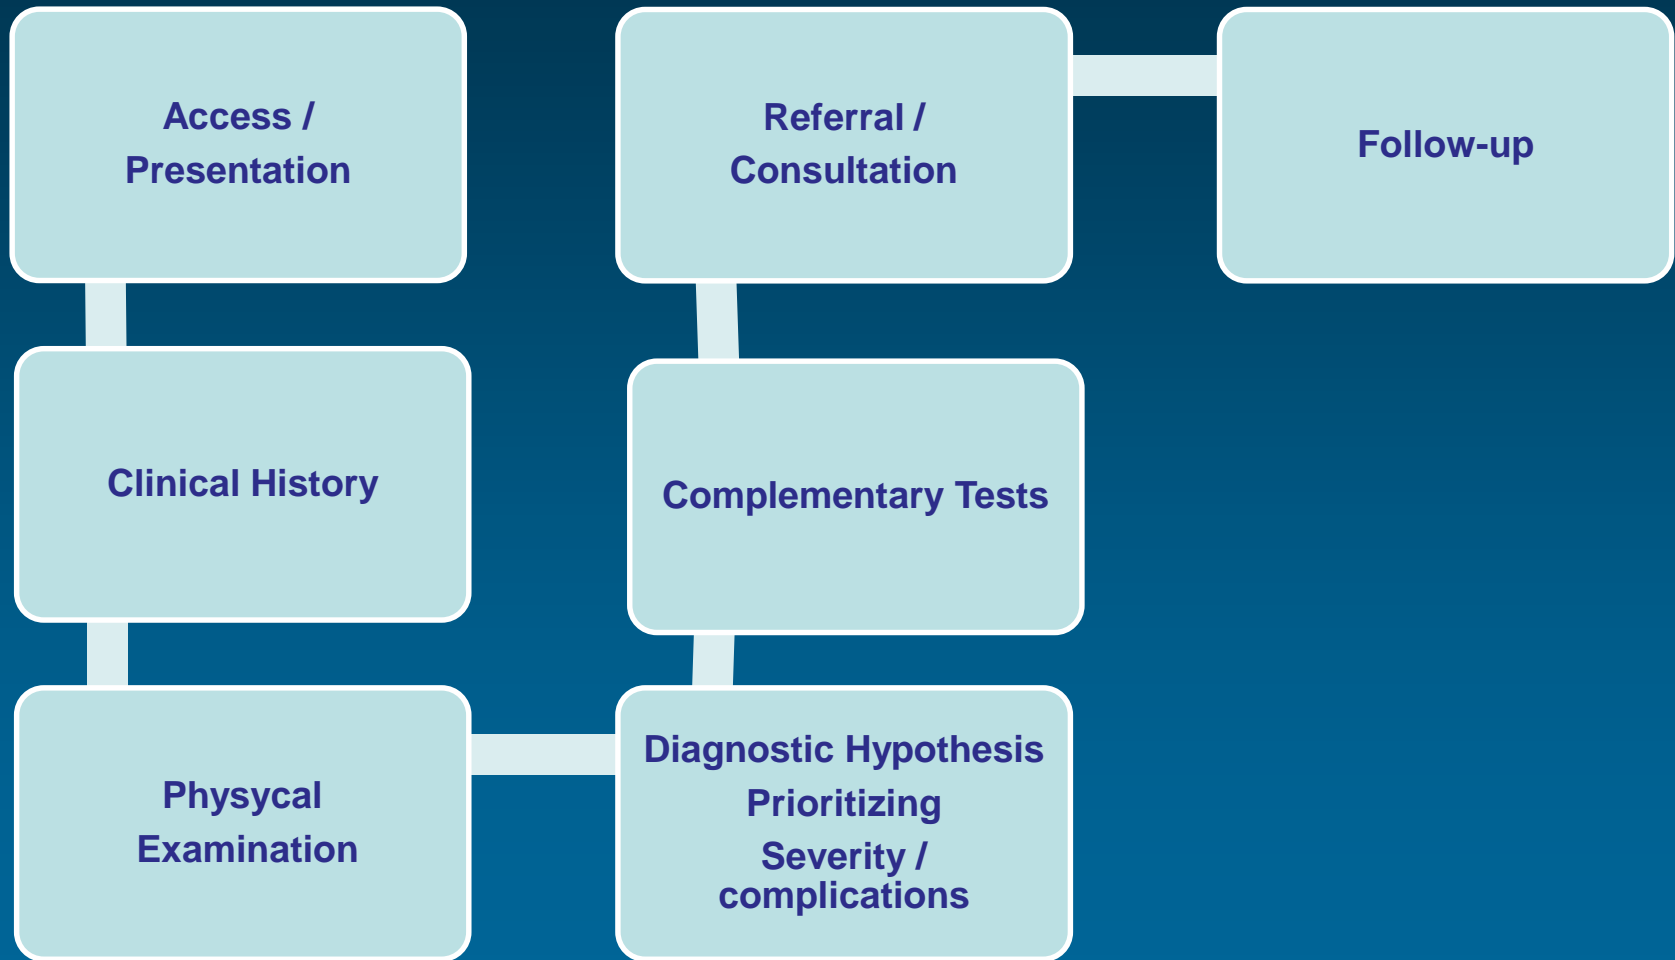 Access /
Presentation
Clinical History
Physycal
Examination
Diagnostic Hypothesis
Prioritizing
Severity /
complications
Complementary Tests
Referral /
Consultation
Follow-up